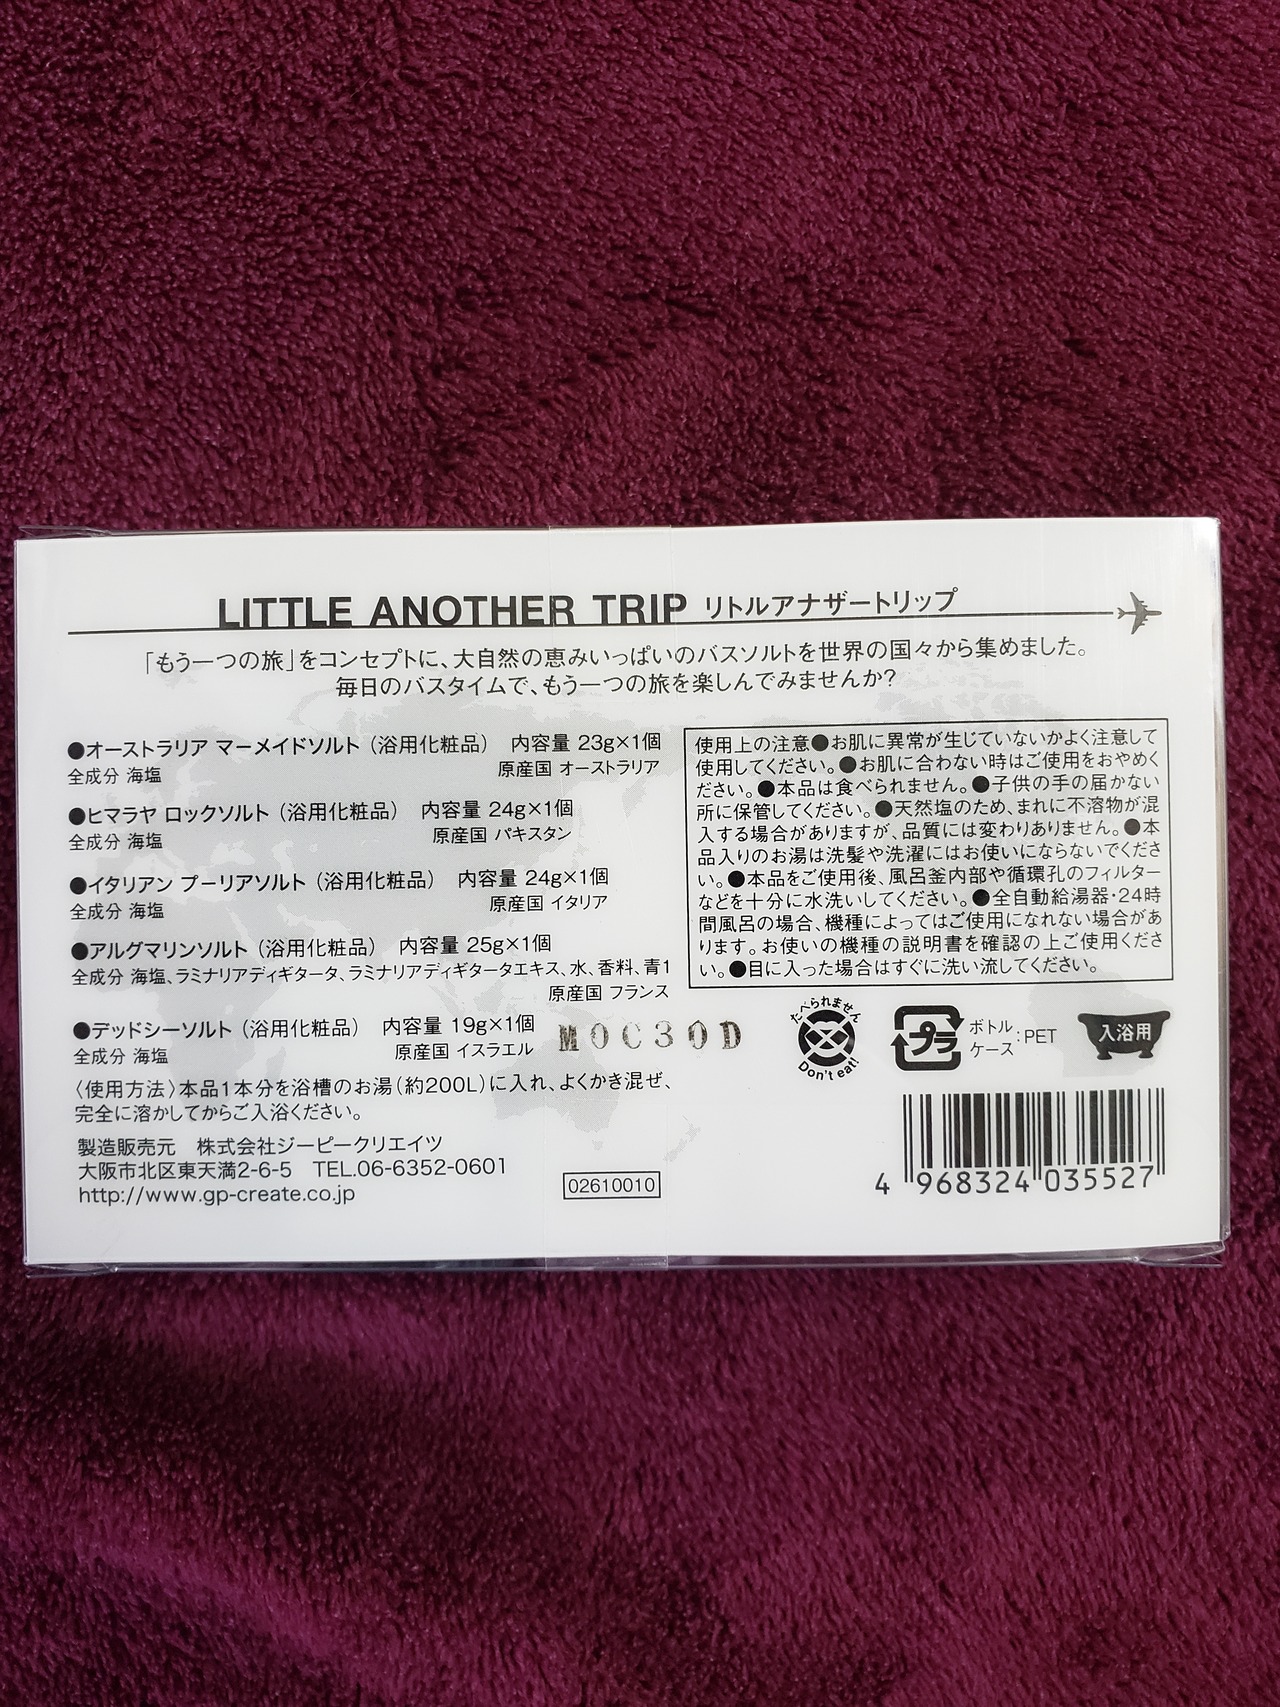 LITTLE ANOTHER TRIP リトルアナザートリップ
「もう一つの旅」をコンセプトに、大自然の恵みいっぱいのバスソルトを世界の国々から集めました。
毎日のバスタイムで、もう一つの旅を楽しんでみませんか?
●オーストラリア マーメイドソルト（浴用化粧品） 内容量 23g×1個
全成分 海塩 原産国 オーストラリア
●ヒマラヤ ロックソルト（浴用化粧品） 内容量 24g×1個
全成分 海塩 原産国 パキスタン
●イタリアン プーリアソルト（浴用化粧品） 内容量 24g×1個
全成分 海塩 原産国 イタリア
●アルグマリンソルト（浴用化粧品） 内容量 25g×1個
全成分 海塩、ラミナリアディギタータ、ラミナリアディギタータエキス、水、香料、青1
原産国 フランス
●デッドシーソルト（浴用化粧品） 内容量 19g×1個
全成分 海塩 原産国 イスラエル
MOC30D
〈使用方法〉本品1本分を浴槽のお湯(約200L)に入れ、よくかき混ぜ、
完全に溶かしてからご入浴ください。
製造販売元 株式会社ジーピークリエイツ
大阪市北区東天満2-6-5 TEL.06-6352-0601
http://www.gp-create.co.jp
02610010
使用上の注意●お肌に異常が生じていないかよく注意して
使用してください。●お肌に合わない時はご使用をおやめく
ださい。●本品は食べられません。●子供の手の届かない
所に保管してください。●天然塩のため、まれに不溶物が混
入する場合がありますが、品質には変わりありません。●本
品入りのお湯は洗髪や洗濯にはお使いにならないでくださ
い。●本品をご使用後、風呂釜内部や循環孔のフィルター
などを十分に水洗いしてください。●全自動給湯器・24時
間風呂の場合、機種によってはご使用になれない場合があ
ります。お使いの機種の説明書を確認の上ご使用くださ
い。●目に入った場合はすぐに洗い流してください。
たべられません
Don't eat!
プラ
ボトル
ケース :PET
入浴用
4 968324 035527